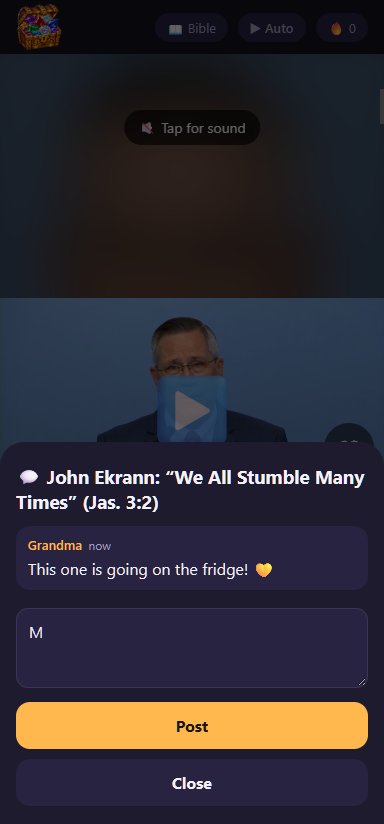 Bible
Auto
0
Tap for sound
John Ekrann: “We All Stumble Many
Times” (Jas. 3:2)
Grandma now
This one is going on the fridge!
M
Post
Close